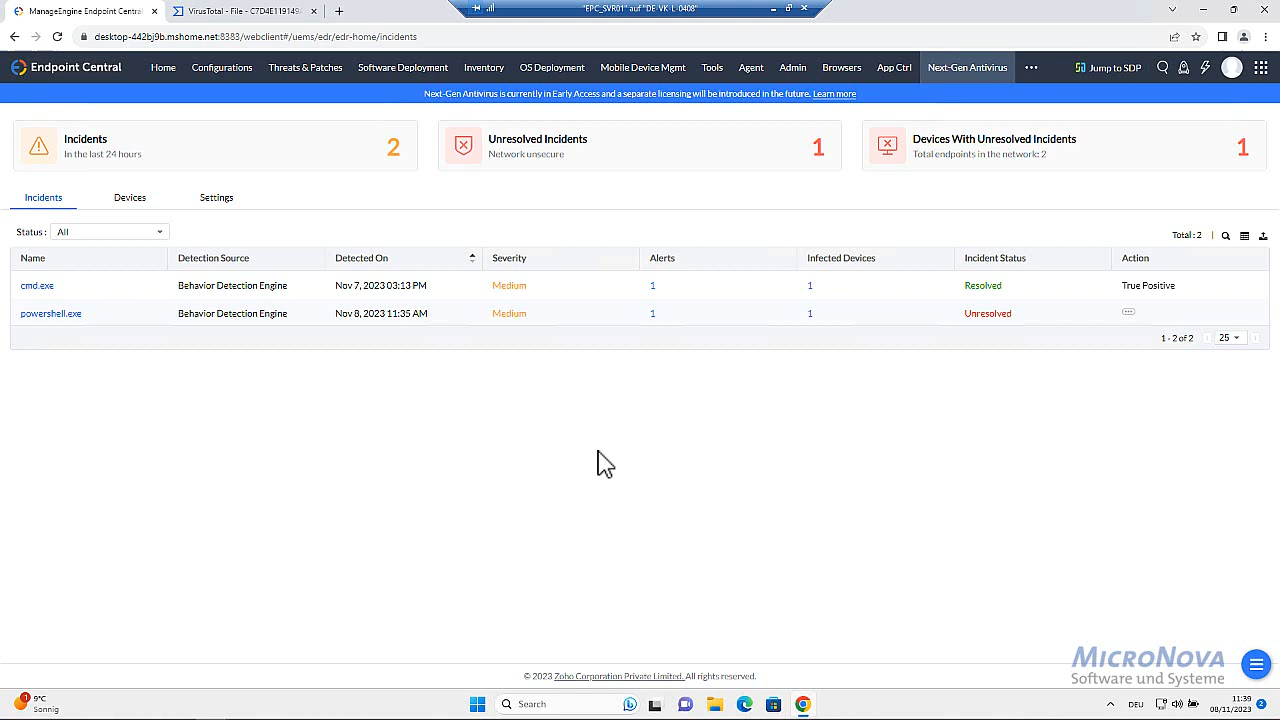 ManageEngine Endpoint Central
VirusTotal - File - C7D4E119149
"EPC_SVR01" auf "DE-VK-L-0408"
desktop-442bj9b.mshome.net:8383/webclient#/uems/edr/edr-home/incidents
Endpoint Central Home Configurations Threats & Patches Software Deployment Inventory OS Deployment Mobile Device Mgmt Tools Agent Admin Browsers App Ctrl Next-Gen Antivirus Jump to SDP
Next-Gen Antivirus is currently in Early Access and a separate licensing will be introduced in the future. Learn more
Incidents
In the last 24 hours
2
Unresolved Incidents
Network unsecure
1
Devices With Unresolved Incidents
Total endpoints in the network: 2
1
Incidents Devices Settings
Status : All Total : 2
Name Detection Source Detected On Severity Alerts Infected Devices Incident Status Action
cmd.exe Behavior Detection Engine Nov 7, 2023 03:13 PM Medium 1 1 Resolved True Positive
powershell.exe Behavior Detection Engine Nov 8, 2023 11:35 AM Medium 1 1 Unresolved
1 - 2 of 2 25
MICRONOVA
Software und Systeme
Zoho Corporation Private Limited. All rights reserved.
1
9°C
Sonnig
Search
DEU
11:39
08/11/2023
2